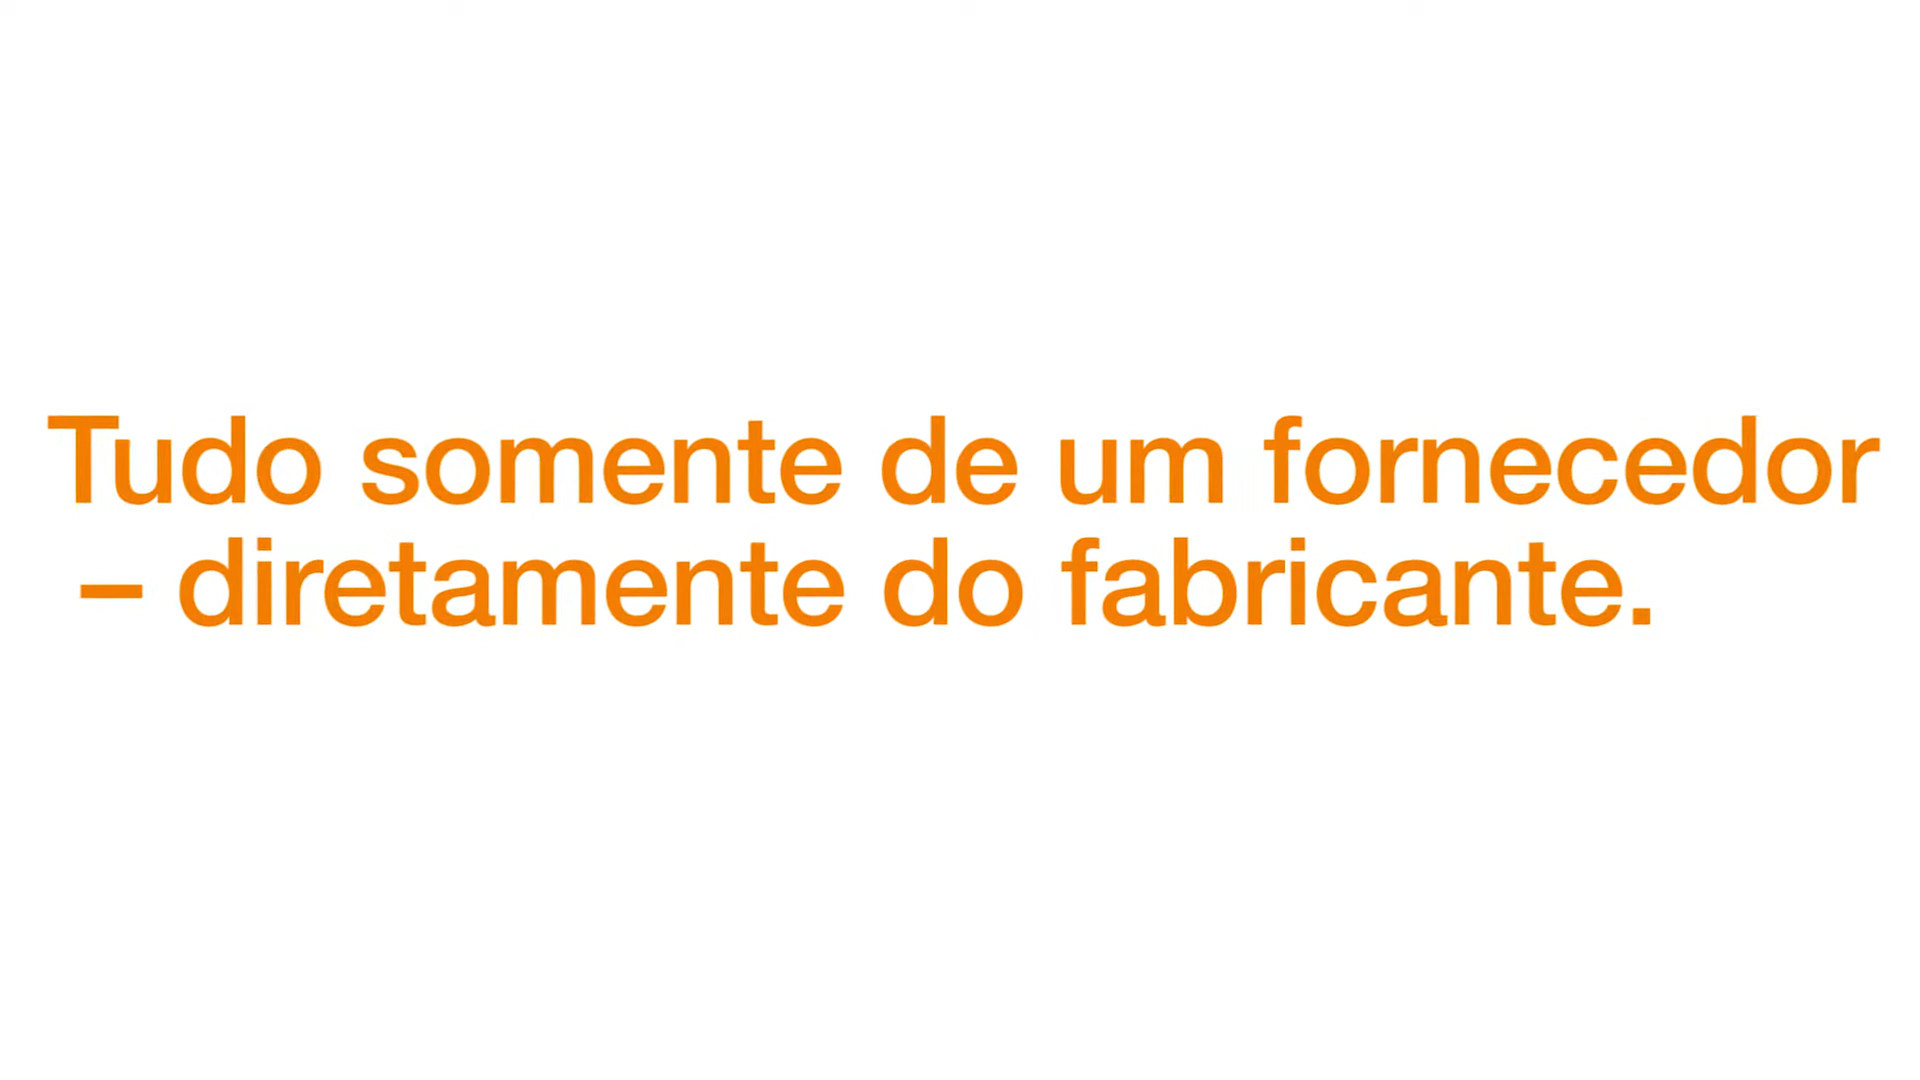 Tudo somente de um fornecedor
– diretamente do fabricante.